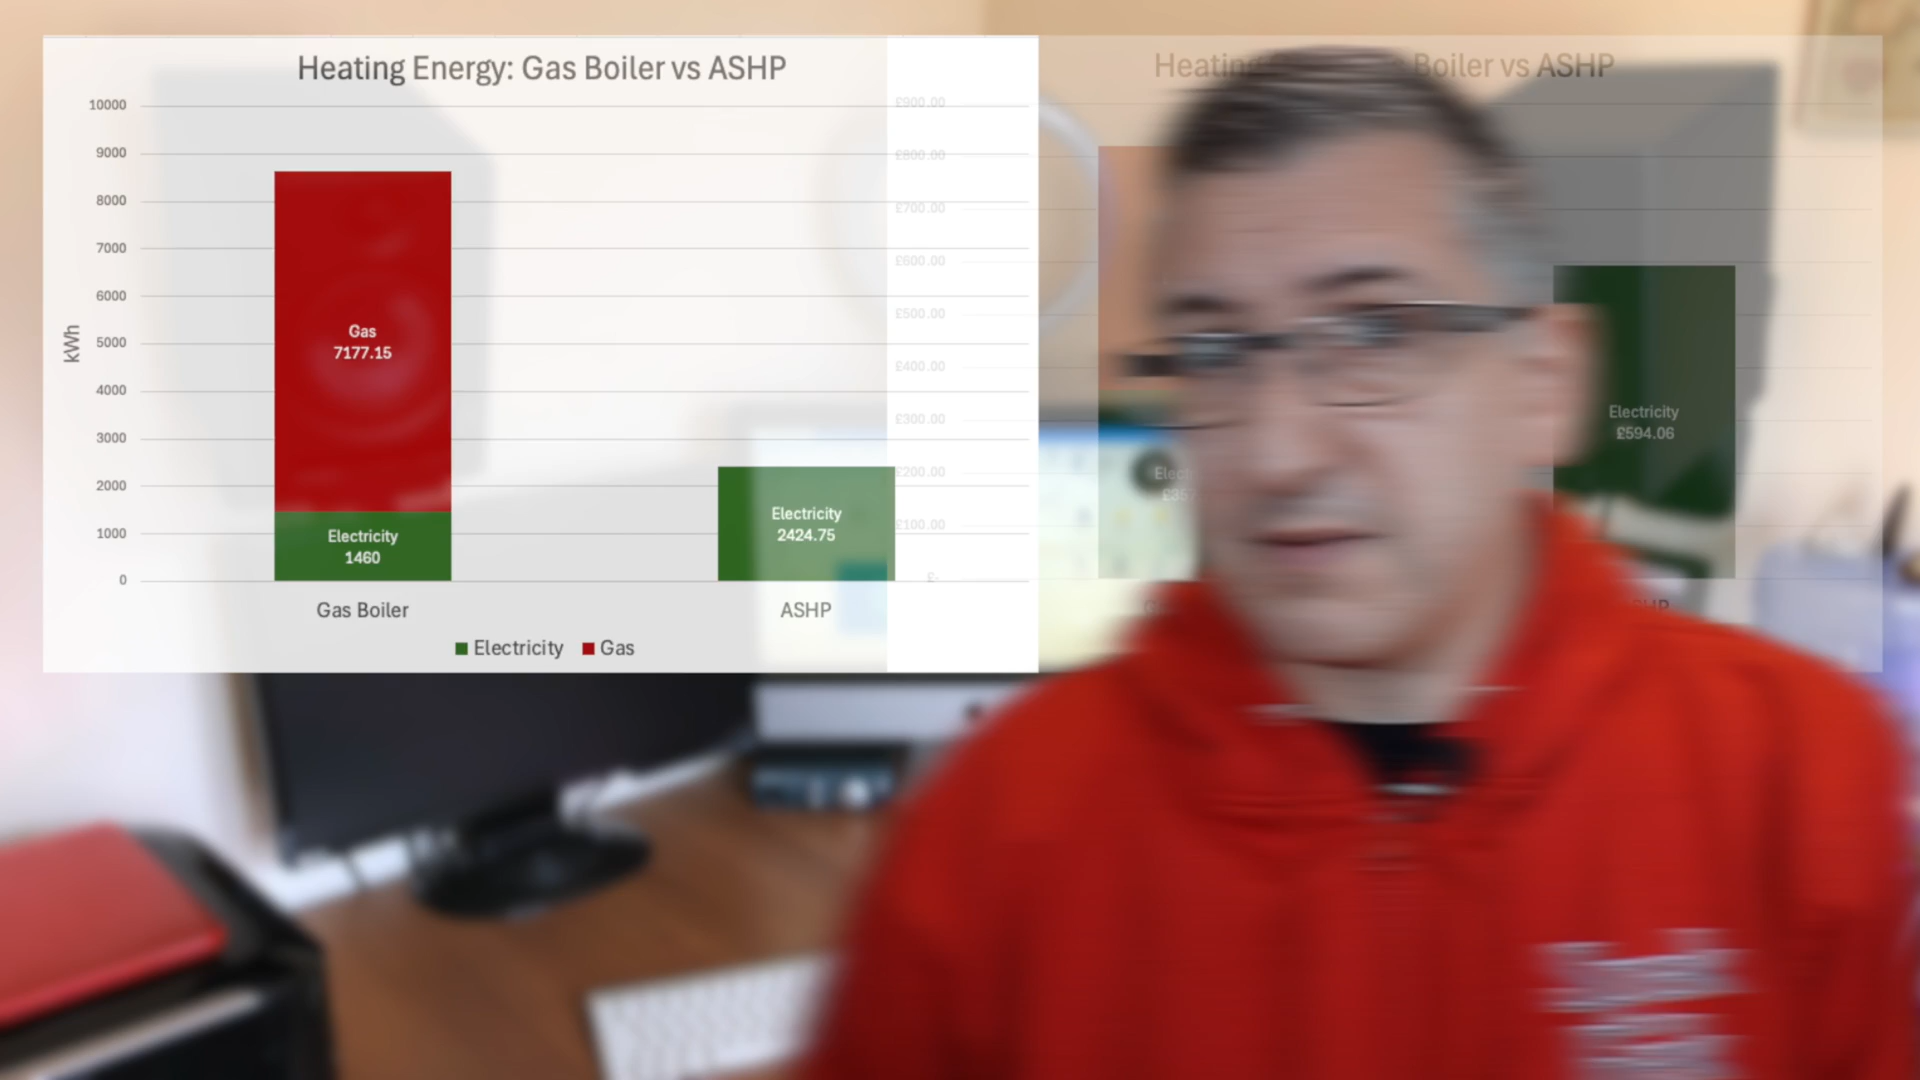 Heating Energy: Gas Boiler vs ASHP
10000
9000
8000
7000
6000
5000
4000
3000
2000
1000
0
kWh
Gas
7177.15
Electricity
1460
Electricity
2424.75
Gas Boiler
ASHP
Electricity
Gas
Heating Boiler vs ASHP
£900.00
£800.00
£700.00
£600.00
£500.00
£400.00
£300.00
£200.00
£100.00
£-
Electricity
£594.06